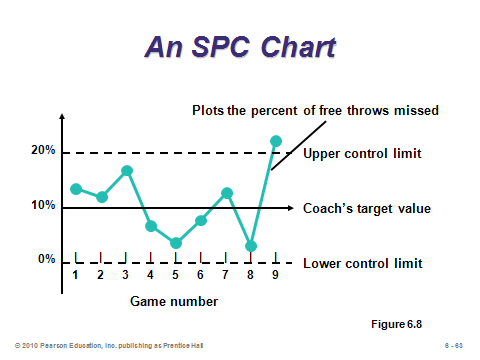 An SPC Chart
Plots the percent of free throws missed
20%
Upper control limit
10%
Coach's target value
0%
Lower control limit
1 2 3 4 5 6 7 8 9
Game number
Figure 6.8
© 2010 Pearson Education, Inc. publishing as Prentice Hall
6 - 63